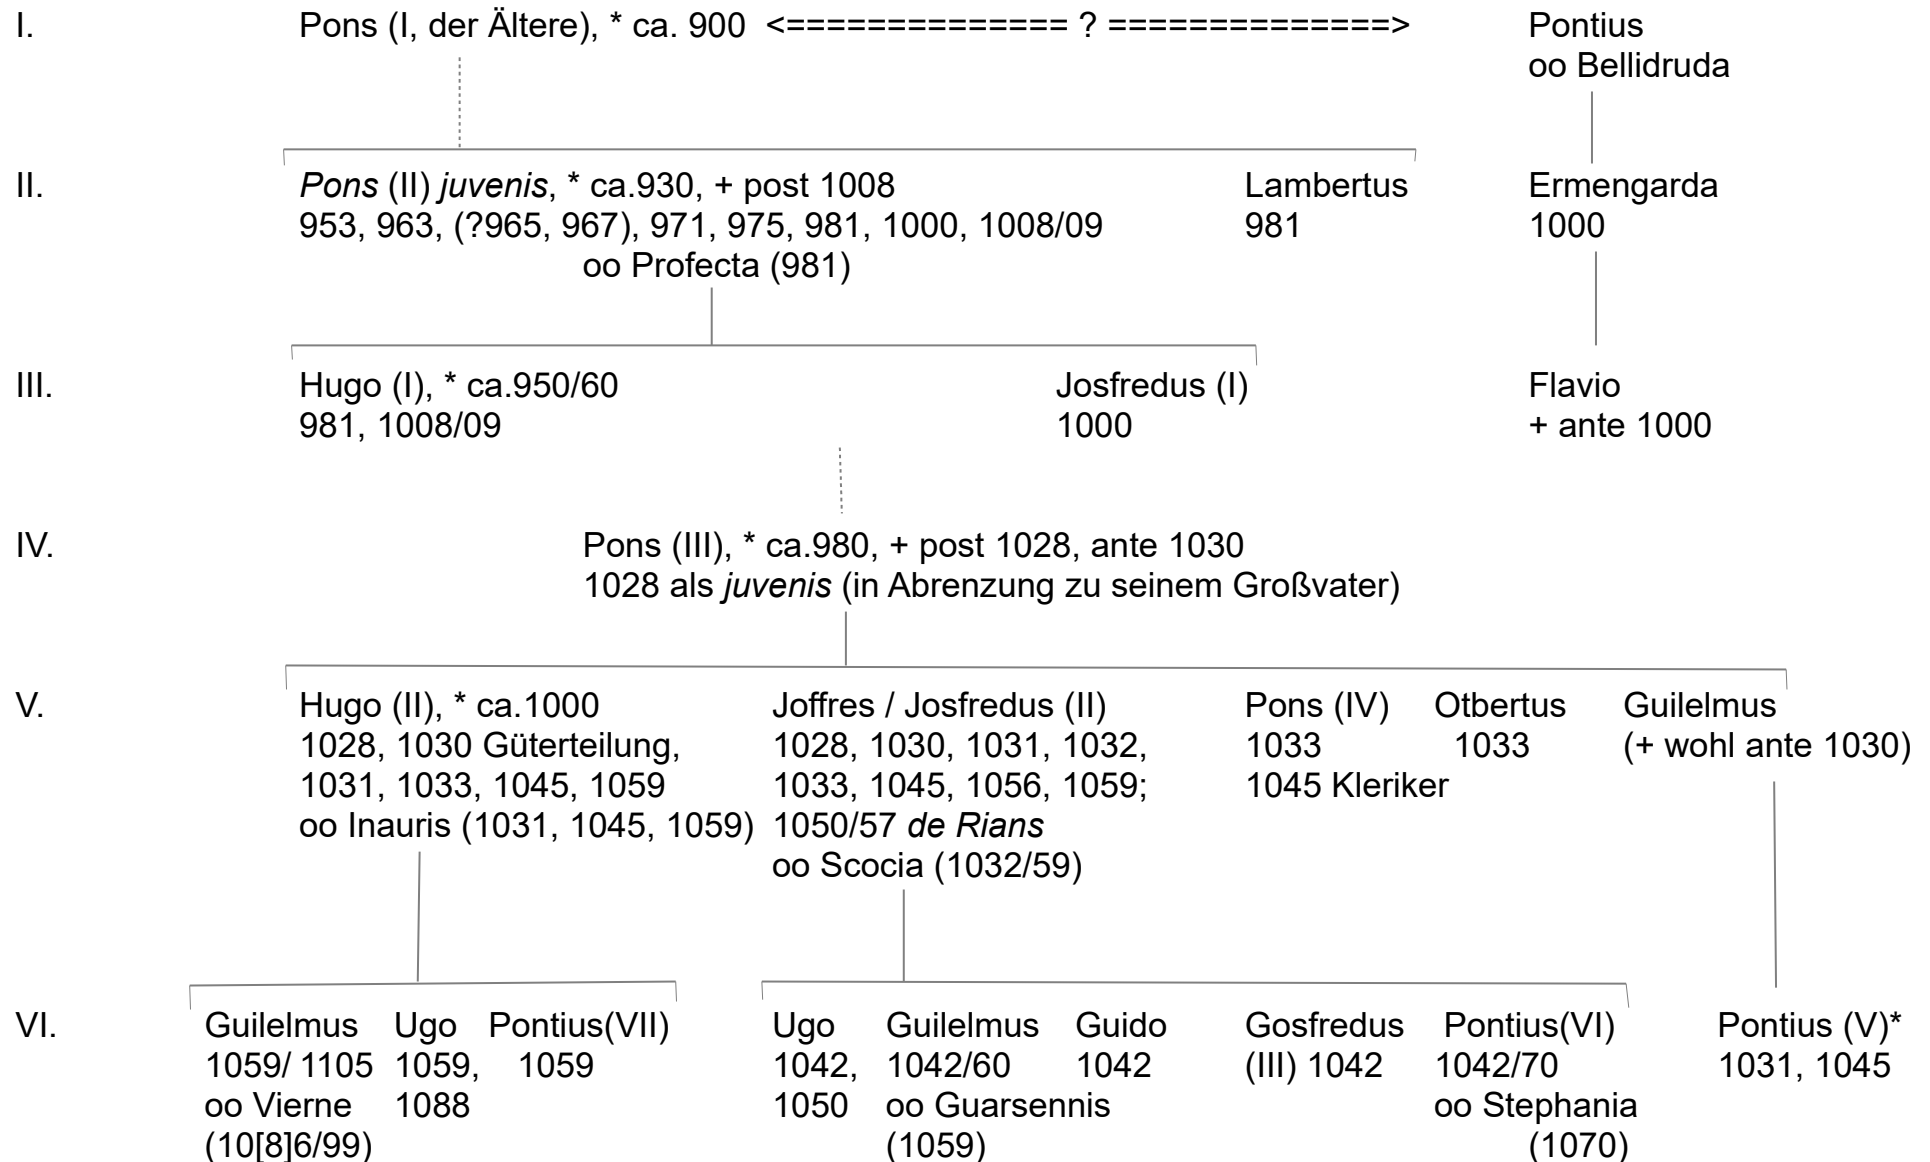 I. Pons (I, der Ältere), * ca. 900 <============== ? ==============> Pontius
oo Bellidruda
II. Pons (II) juvenis, * ca.930, + post 1008 Lambertus Ermengarda
953, 963, (?965, 967), 971, 975, 981, 1000, 1008/09 981 1000
oo Profecta (981)
III. Hugo (I), * ca.950/60 Josfredus (I) Flavio
981, 1008/09 1000 + ante 1000
IV. Pons (III), * ca.980, + post 1028, ante 1030
1028 als juvenis (in Abrenzung zu seinem Großvater)
V. Hugo (II), * ca.1000 Joffres / Josfredus (II) Pons (IV) Otbertus Guilelmus
1028, 1030 Güterteilung, 1028, 1030, 1031, 1032, 1033 1033 (+ wohl ante 1030)
1031, 1033, 1045, 1059 1033, 1045, 1056, 1059; 1045 Kleriker
oo Inauris (1031, 1045, 1059) 1050/57 de Rians
oo Scocia (1032/59)
VI. Guilelmus Ugo Pontius(VII) Ugo Guilelmus Guido Gosfredus Pontius(VI) Pontius (V)*
1059/ 1105 1059, 1059 1042, 1042/60 1042 (III) 1042 1042/70 1031, 1045
oo Vierne 1088 1050 oo Guarsennis oo Stephania
(10[8]6/99) (1059) (1070)